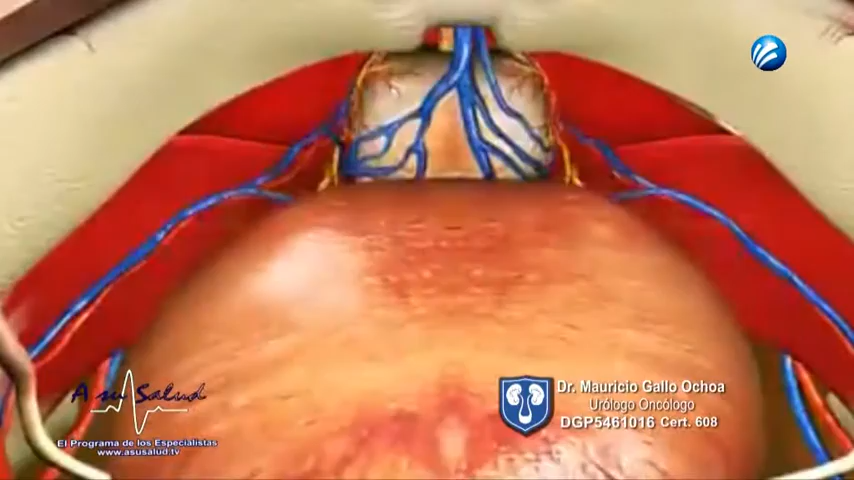 A su Salud
El Programa de los Especialistas
www.asusalud.tv
Dr. Mauricio Gallo Ochoa
Urólogo Oncólogo
DGP5461016 Cert. 608